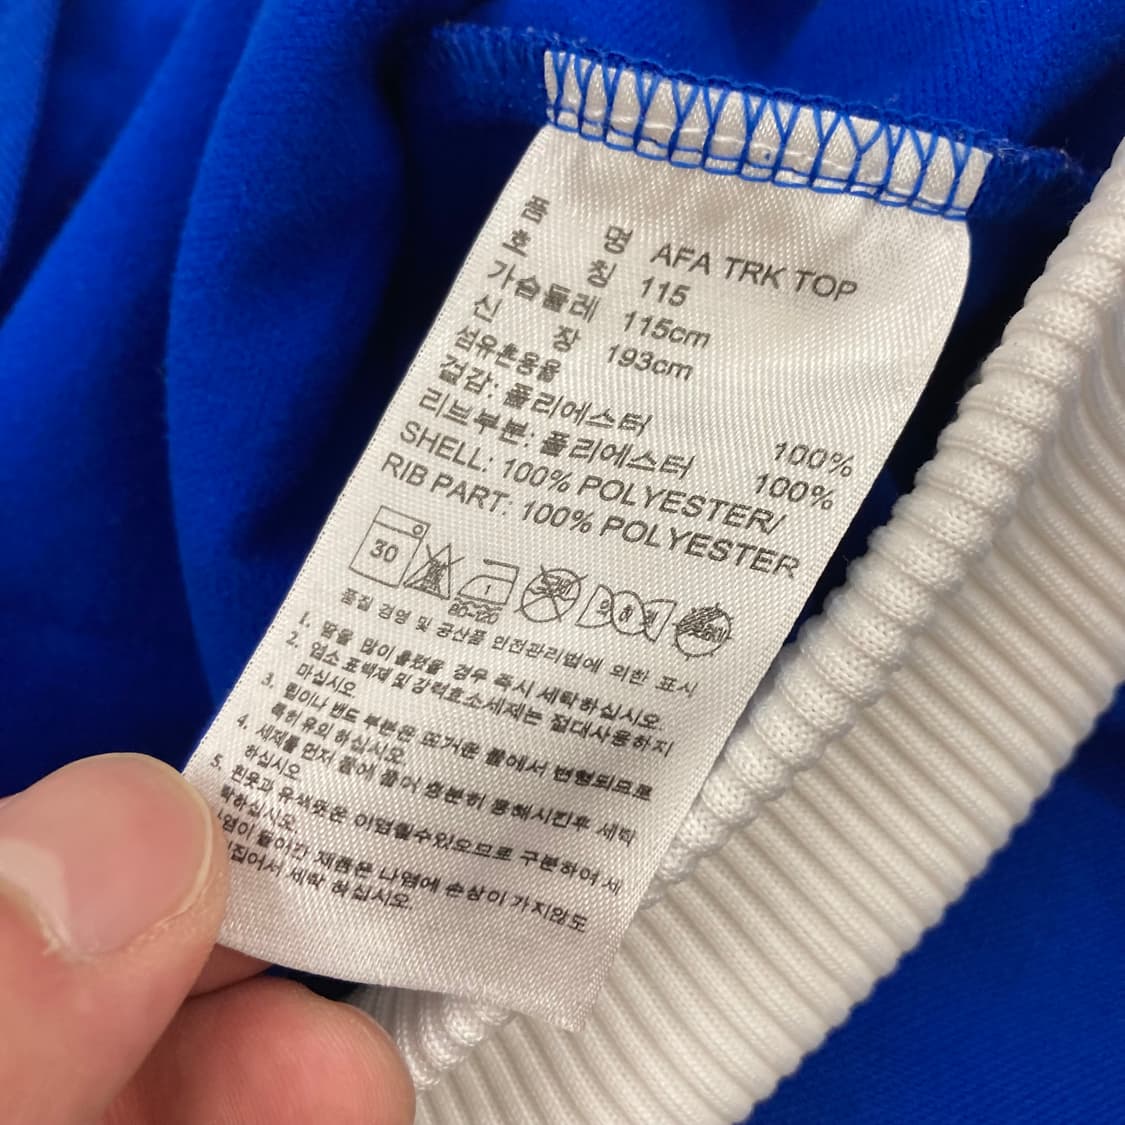 품 명 AFA TRK TOP
호 칭 115
가슴둘레 115cm
신 장 193cm
섬유혼용율
겉감: 폴리에스터 100%
리브부분: 폴리에스터 100%
SHELL: 100% POLYESTER/
RIB PART: 100% POLYESTER
30 1 80-120 약하게
품질 경영 및 공산품 안전관리법에 의한 표시
1. 땀을 많이 흘렸을 경우 즉시 세탁하십시오.
2. 염소 표백제 및 강력효소세제는 절대사용하지
마십시오.
3. 립이나 밴드 부분은 뜨거운 물에서 변형되므로
특히 유의 하십시오.
4. 세제를 먼저 물에 풀어 충분히 용해시킨후 세탁
하십시오.
5. 흰옷과 유색옷은 이염될수있으므로 구분하여 세
탁하십시오.
들어간 제품은 나염에 손상이 가지않도
뒤집어서 세탁 하십시오.